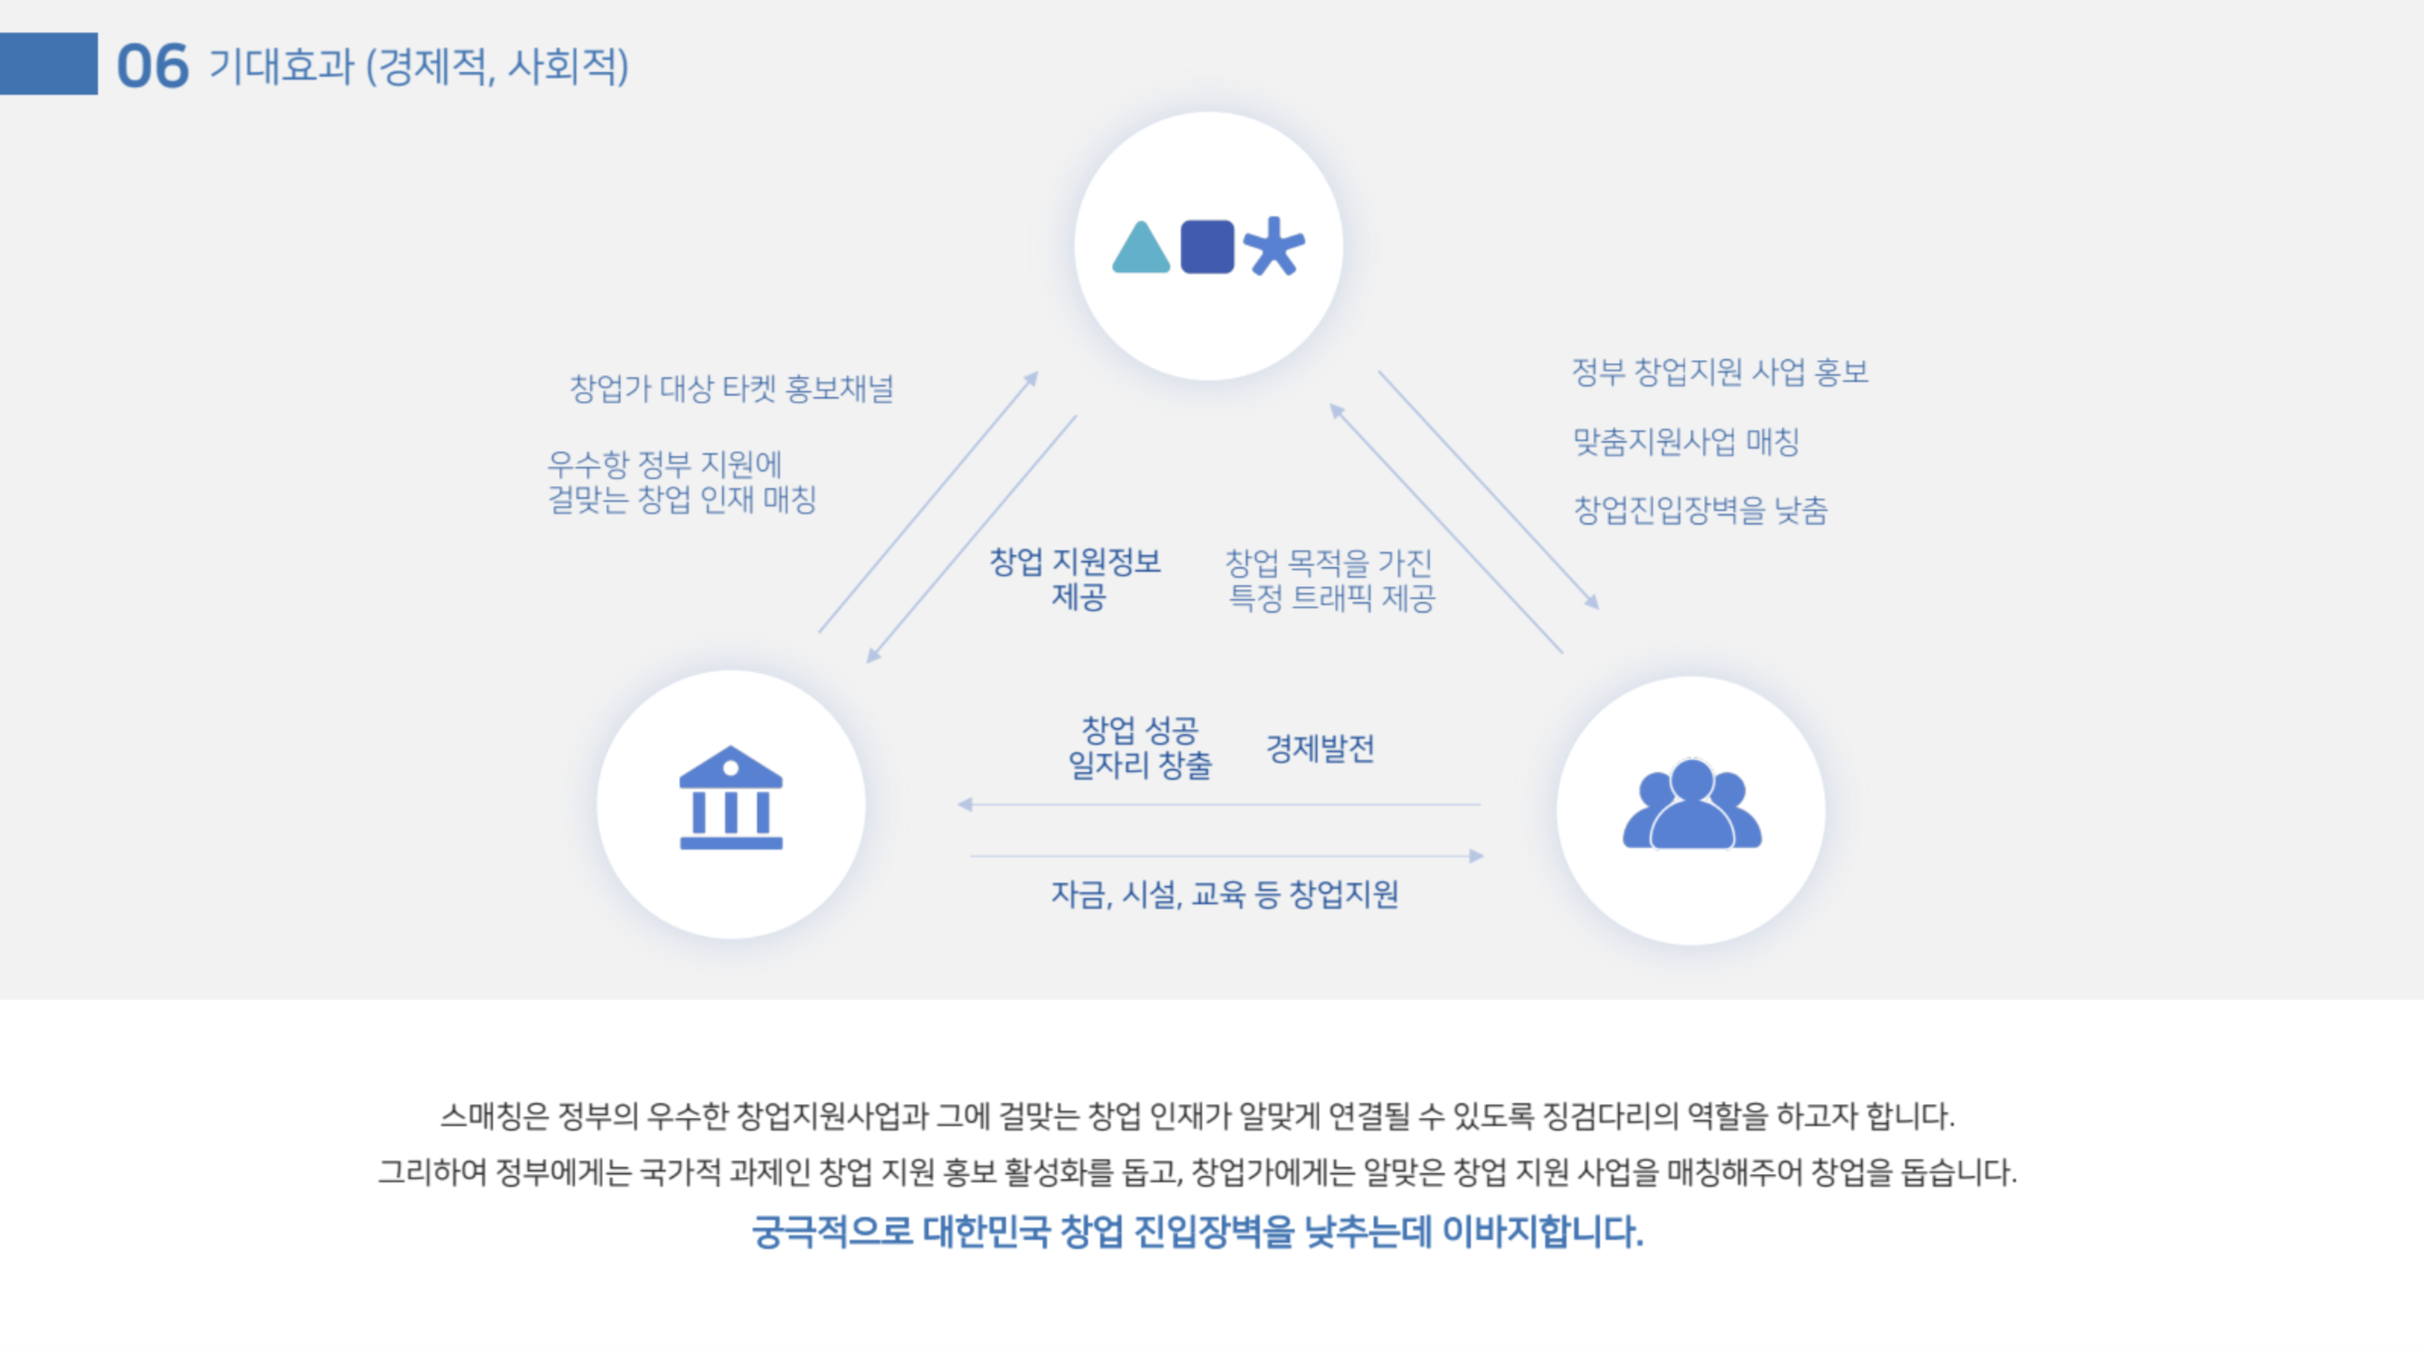 06 기대효과 (경제적, 사회적)
창업가 대상 타켓 홍보채널
우수항 정부 지원에
걸맞는 창업 인재 매칭
정부 창업지원 사업 홍보
맞춤지원사업 매칭
창업진입장벽을 낮춤
창업 지원정보
제공
창업 목적을 가진
특정 트래픽 제공
창업 성공
일자리 창출
경제발전
자금, 시설, 교육 등 창업지원
스매칭은 정부의 우수한 창업지원사업과 그에 걸맞는 창업 인재가 알맞게 연결될 수 있도록 징검다리의 역할을 하고자 합니다.
그리하여 정부에게는 국가적 과제인 창업 지원 홍보 활성화를 돕고, 창업가에게는 알맞은 창업 지원 사업을 매칭해주어 창업을 돕습니다.
궁극적으로 대한민국 창업 진입장벽을 낮추는데 이바지합니다.